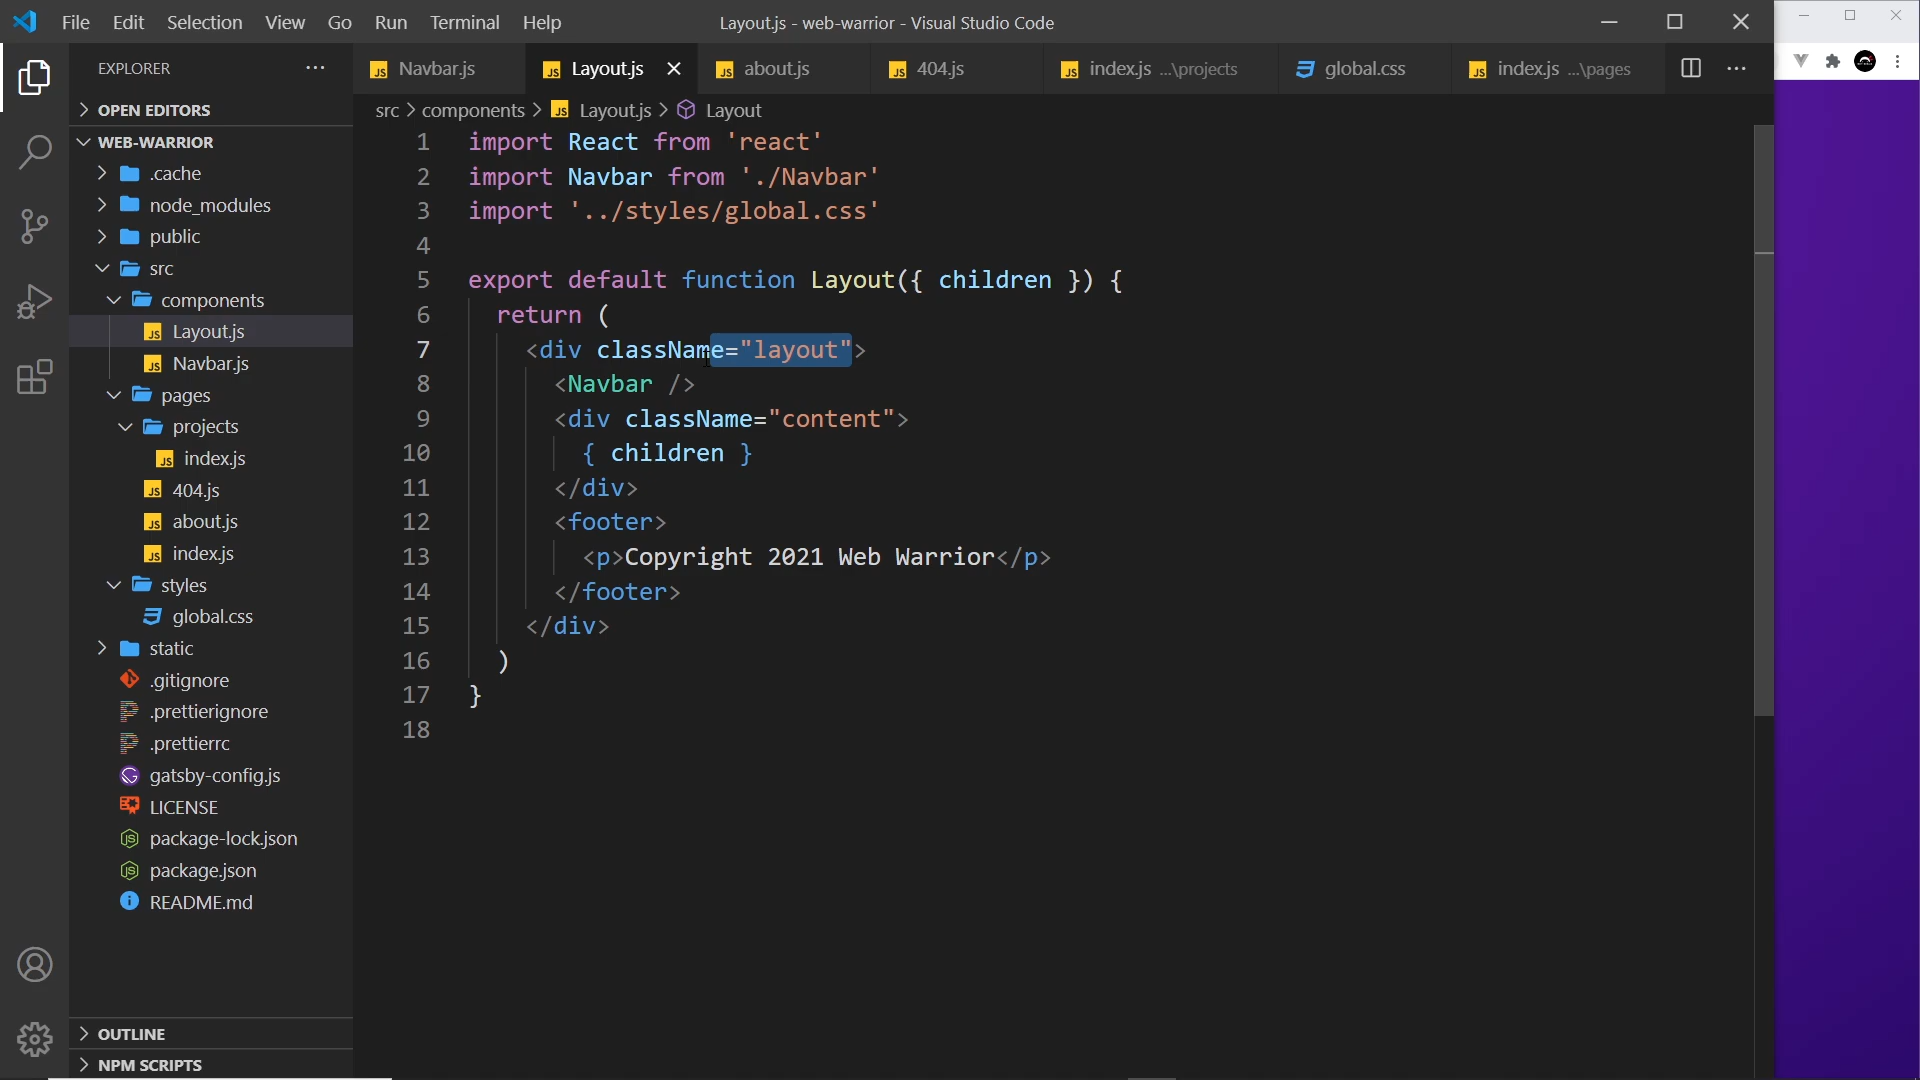 File Edit Selection View Go Run Terminal Help Layout.js - web-warrior - Visual Studio Code
EXPLORER
Navbar.js Layout.js about.js 404.js index.js ...\projects global.css index.js ...\pages
OPEN EDITORS
WEB-WARRIOR
.cache
node_modules
public
src
components
Layout.js
Navbar.js
pages
projects
index.js
404.js
about.js
index.js
styles
global.css
static
.gitignore
.prettierignore
.prettierrc
gatsby-config.js
LICENSE
package-lock.json
package.json
README.md
OUTLINE
NPM SCRIPTS
src > components > Layout.js > Layout
1 import React from 'react'
2 import Navbar from './Navbar'
3 import '../styles/global.css'
4
5 export default function Layout({ children }) {
6 return (
7 <div className="layout">
8 <Navbar />
9 <div className="content">
10 { children }
11 </div>
12 <footer>
13 <p>Copyright 2021 Web Warrior</p>
14 </footer>
15 </div>
16 )
17 }
18